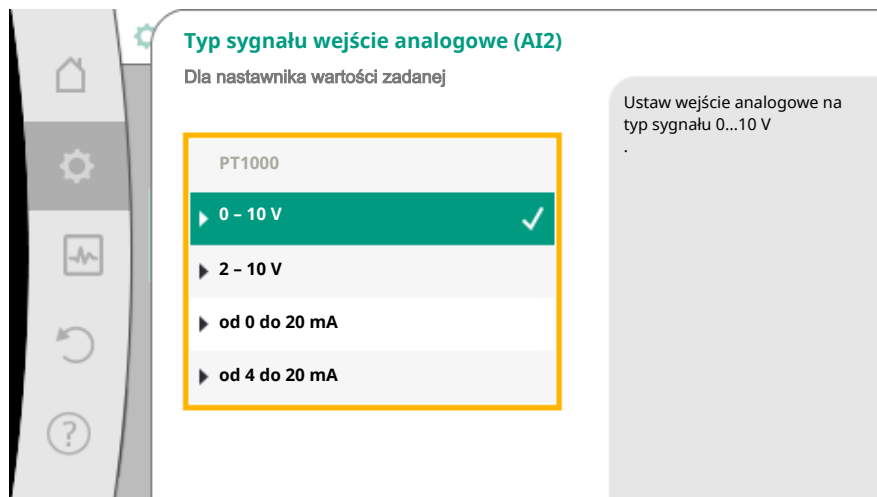 Typ sygnału wejście analogowe (AI2)
Dla nastawnika wartości zadanej
PT1000
0 – 10 V
2 – 10 V
od 0 do 20 mA
od 4 do 20 mA
Ustaw wejście analogowe na
typ sygnału 0...10 V
.
?